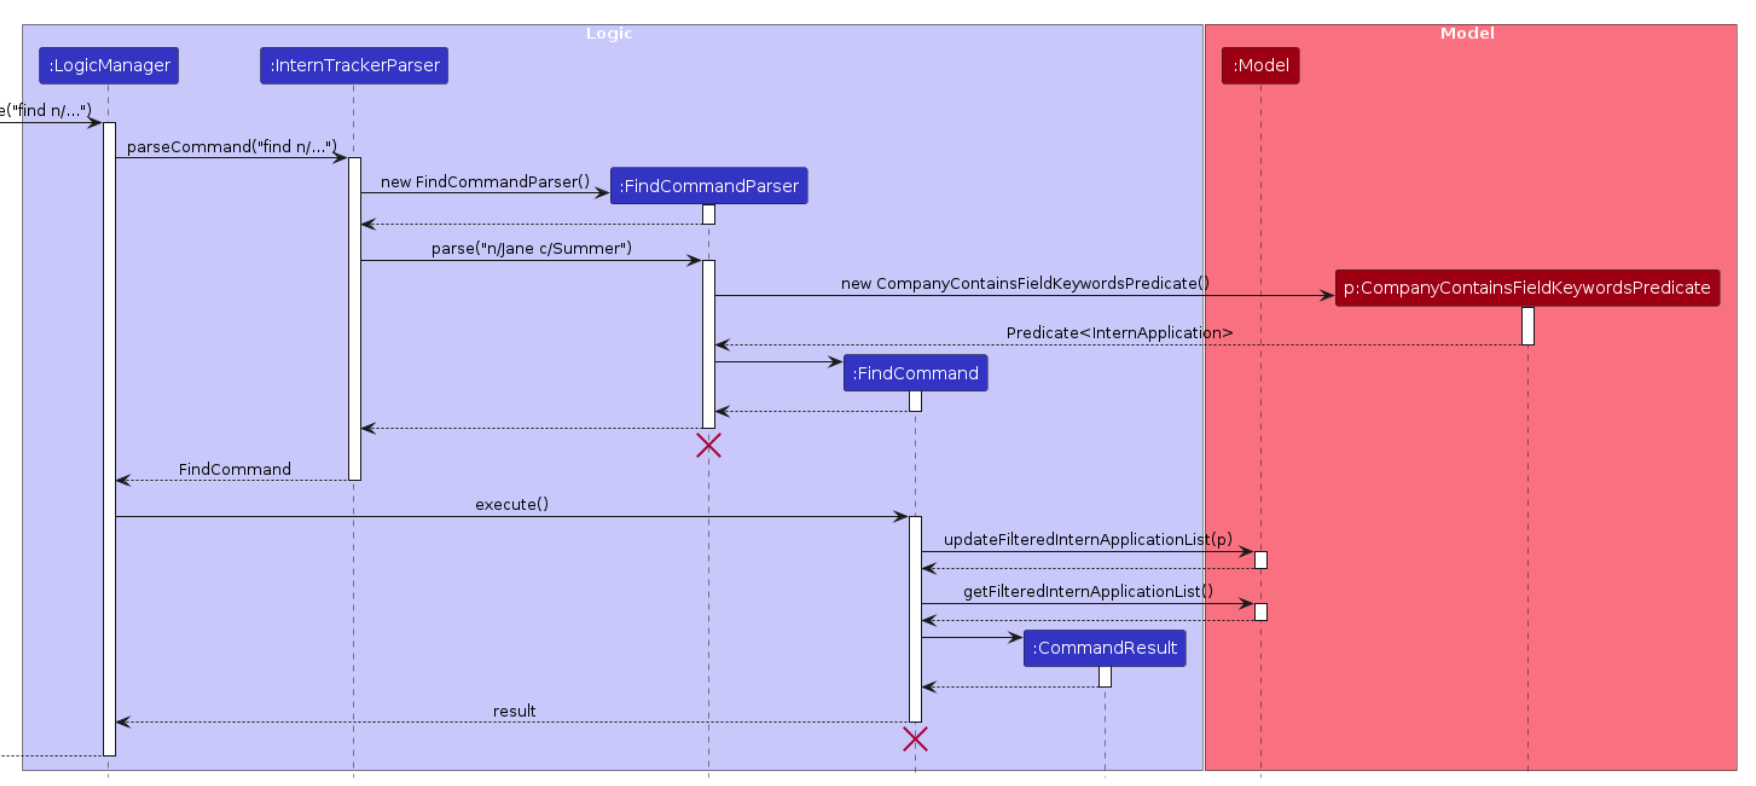 Logic
Model
:LogicManager
:InternTrackerParser
:Model
e("find n/...")
parseCommand("find n/...")
new FindCommandParser()
:FindCommandParser
parse("n/Jane c/Summer")
new CompanyContainsFieldKeywordsPredicate()
p:CompanyContainsFieldKeywordsPredicate
Predicate<InternApplication>
:FindCommand
FindCommand
execute()
updateFilteredInternApplicationList(p)
getFilteredInternApplicationList()
:CommandResult
result